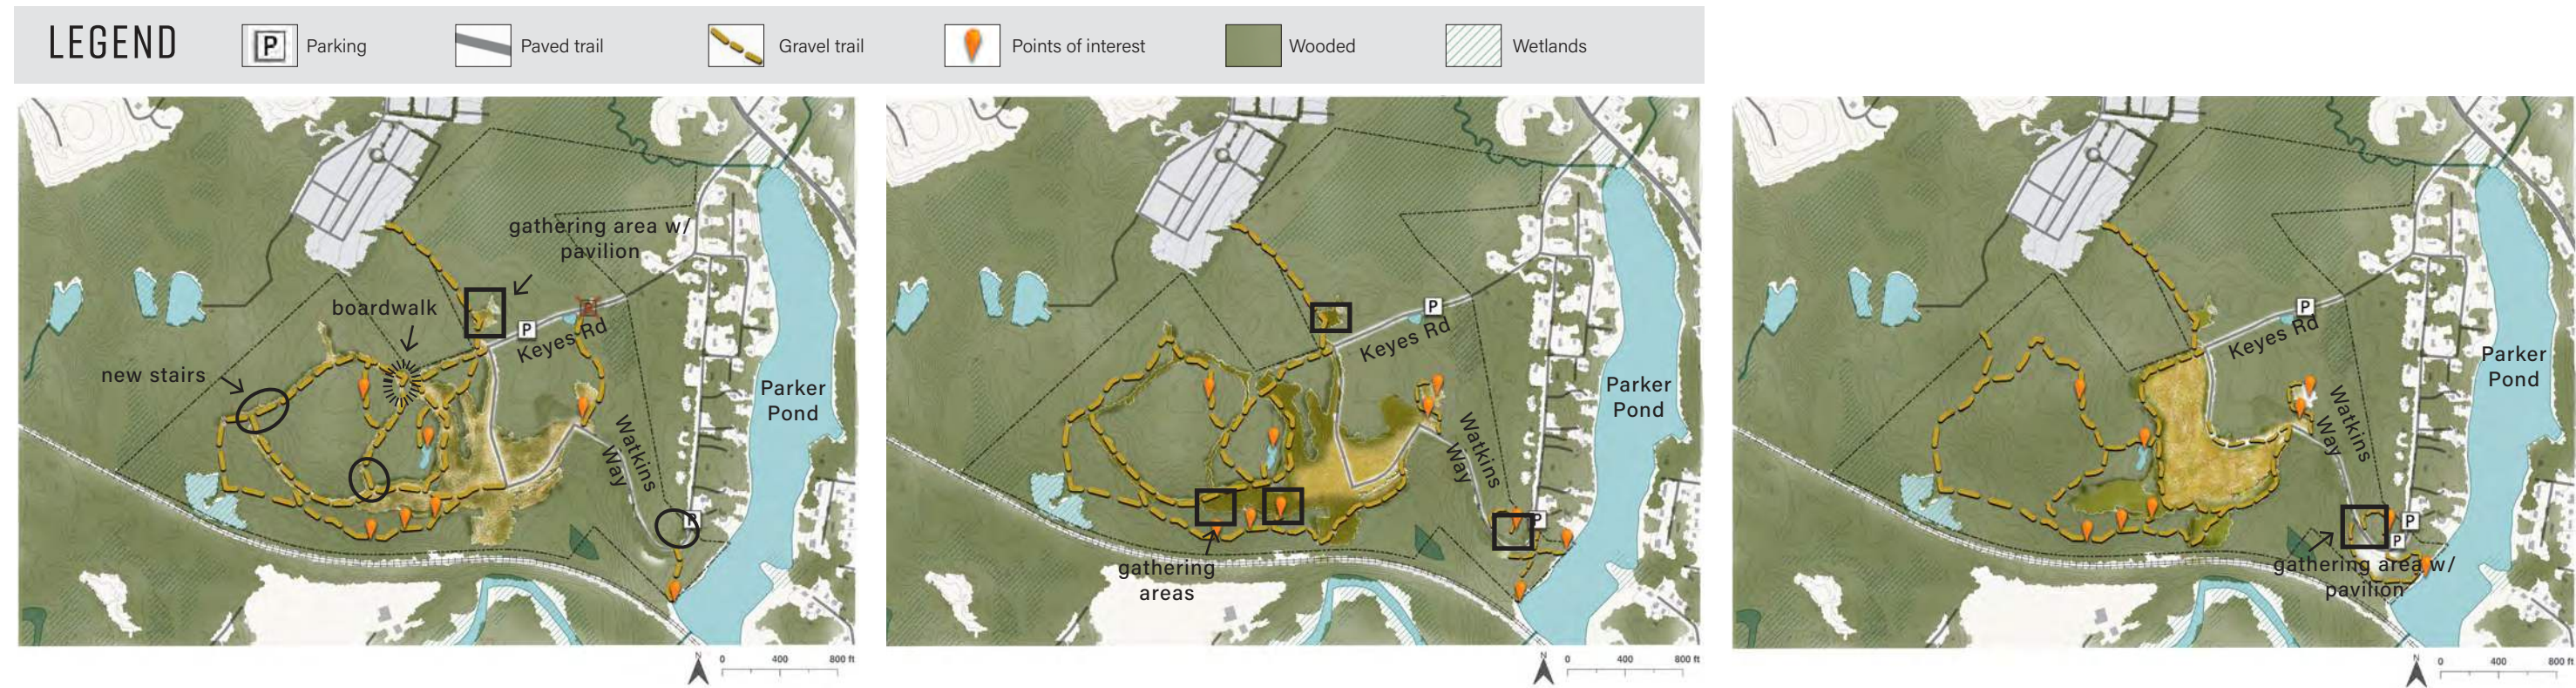 LEGEND
P Parking
Paved trail
Gravel trail
Points of interest
Wooded
Wetlands
gathering area w/
pavilion
boardwalk
new stairs
P
P
Keyes Rd
Watkins
Way
P
Parker
Pond
N
0 400 800 ft
P
Keyes Rd
Watkins
Way
P
Parker
Pond
gathering
areas
N
0 400 800 ft
P
Keyes Rd
Watkins
Way
Parker
Pond
P
P
gathering area w/
pavilion
N
0 400 800 ft